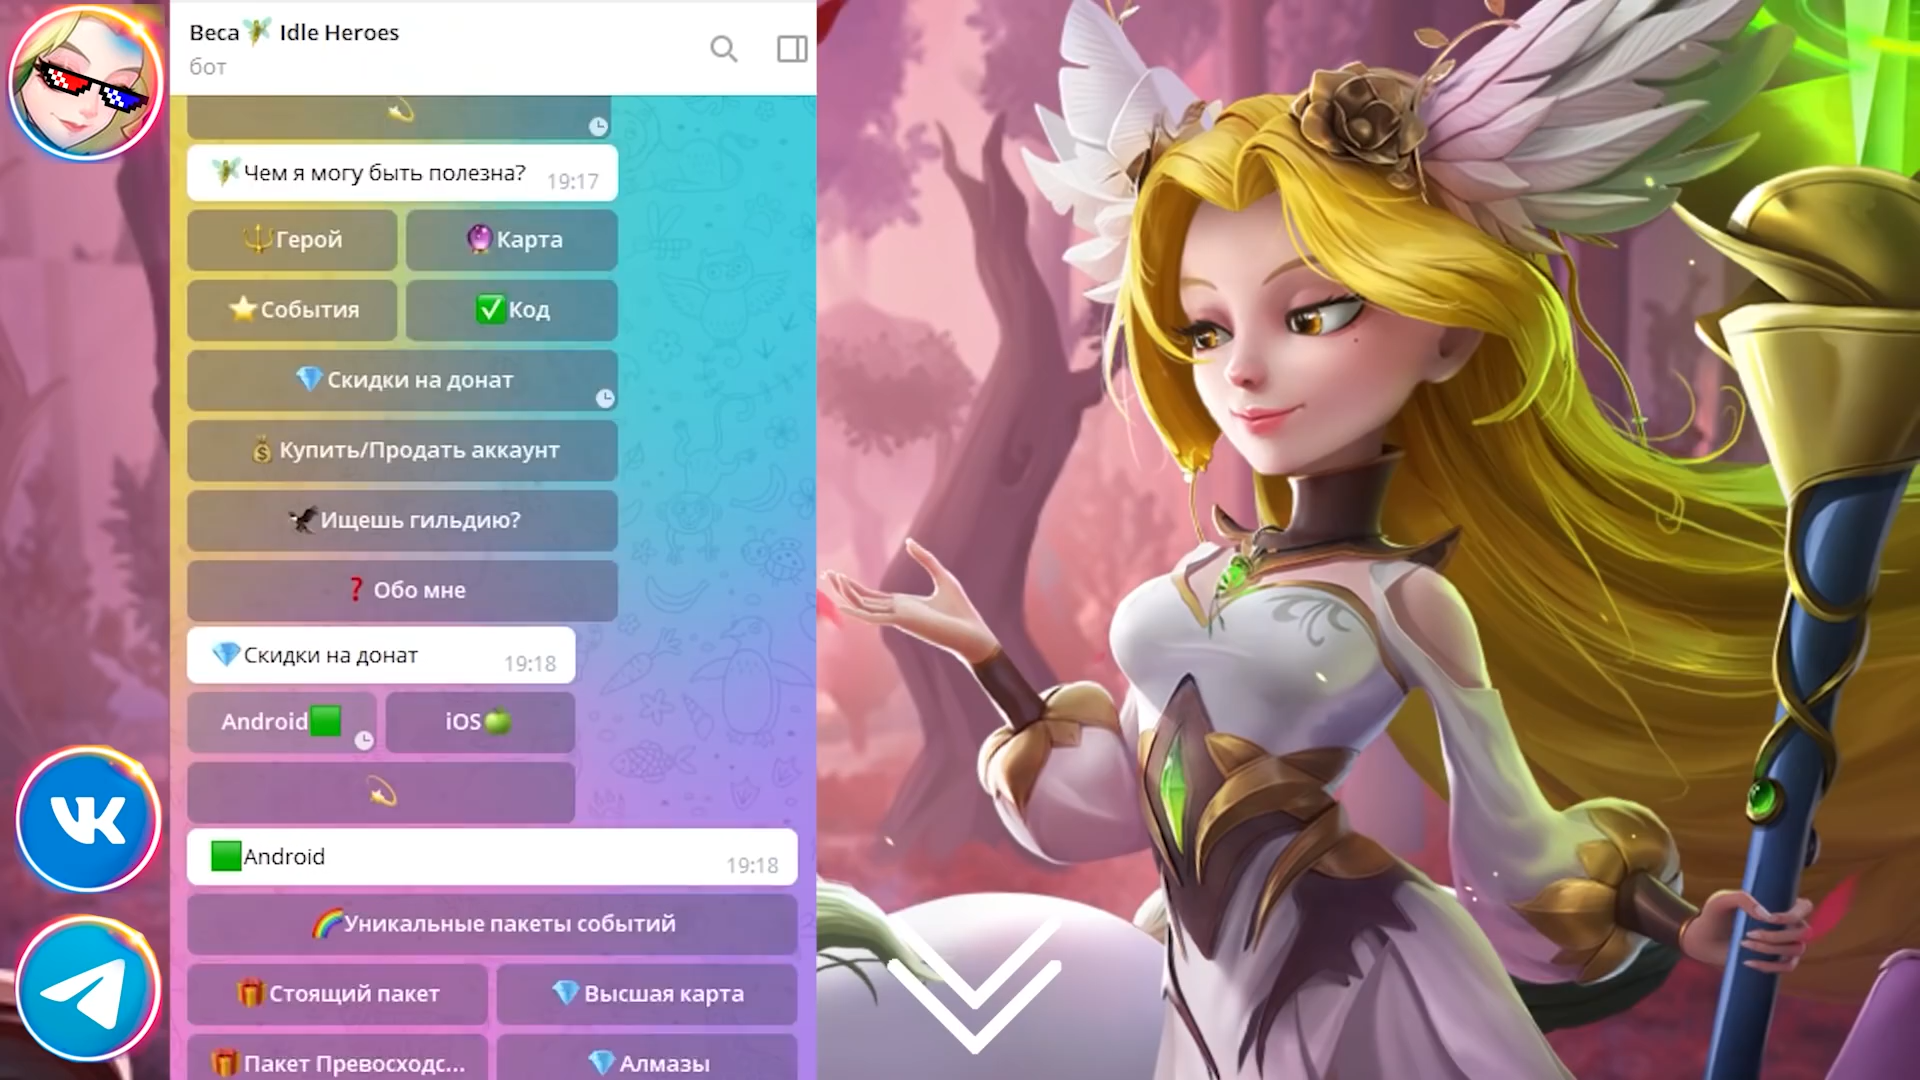 Веса Idle Heroes
бот
Чем я могу быть полезна? 19:17
Герой
Карта
События
Код
Скидки на донат
Купить/Продать аккаунт
Ищешь гильдию?
Обо мне
Скидки на донат 19:18
Android
iOS
Android 19:18
Уникальные пакеты событий
Стоящий пакет
Высшая карта
Пакет Превосходс...
Алмазы